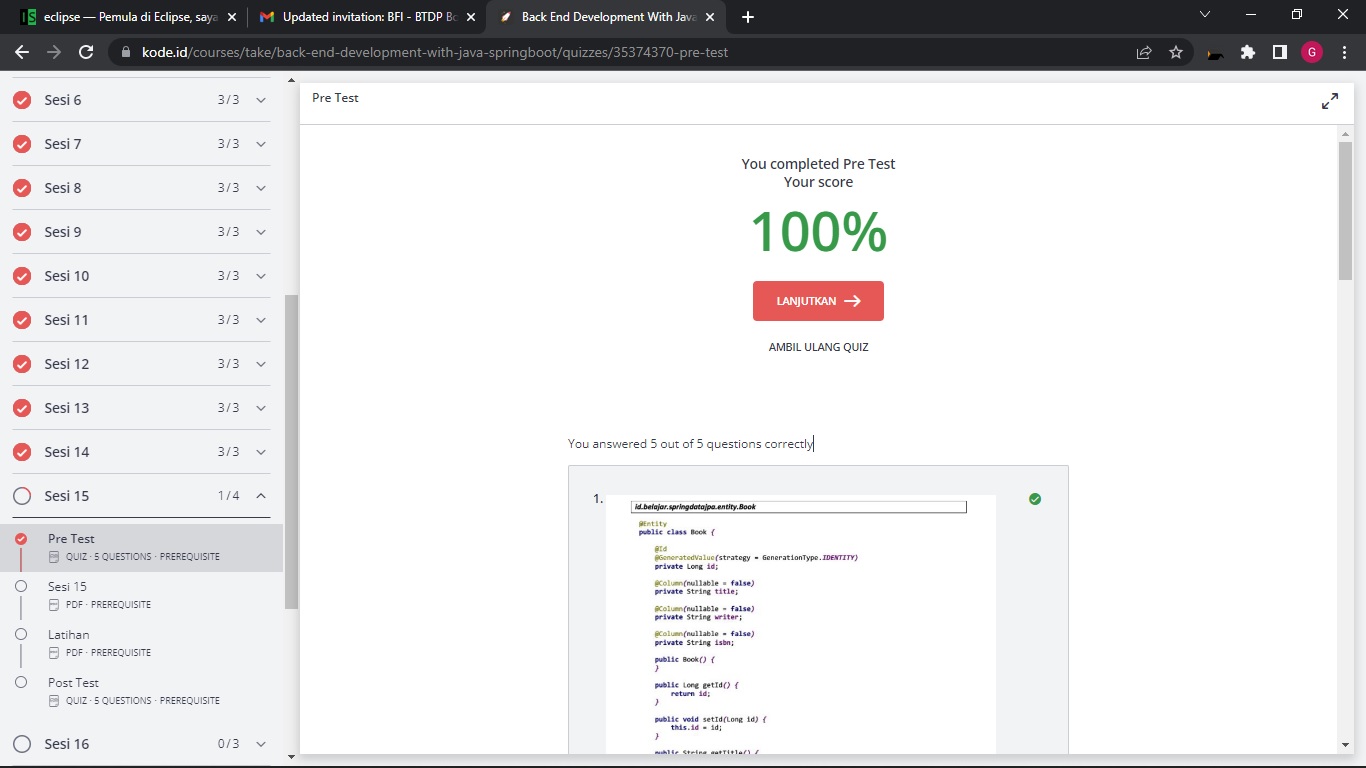 eclipse — Pemula di Eclipse, saya
Updated invitation: BFI - BTDP Bo
Back End Development With Java
kode.id/courses/take/back-end-development-with-java-springboot/quizzes/35374370-pre-test
G
Sesi 6 3/3
Sesi 7 3/3
Sesi 8 3/3
Sesi 9 3/3
Sesi 10 3/3
Sesi 11 3/3
Sesi 12 3/3
Sesi 13 3/3
Sesi 14 3/3
Sesi 15 1/4
Pre Test
QUIZ · 5 QUESTIONS · PREREQUISITE
Sesi 15
PDF · PREREQUISITE
Latihan
PDF · PREREQUISITE
Post Test
QUIZ · 5 QUESTIONS · PREREQUISITE
Sesi 16 0/3
Pre Test
You completed Pre Test
Your score
100%
LANJUTKAN
AMBIL ULANG QUIZ
You answered 5 out of 5 questions correctly
1.
id.belajar.springdatajpa.entity.Book
@Entity
public class Book {
@Id
@GeneratedValue(strategy = GenerationType.IDENTITY)
private Long id;
@Column(nullable = false)
private String title;
@Column(nullable = false)
private String writer;
@Column(nullable = false)
private String isbn;
public Book() {
}
public Long getId() {
return id;
}
public void setId(Long id) {
this.id = id;
}
public String getTitle() {